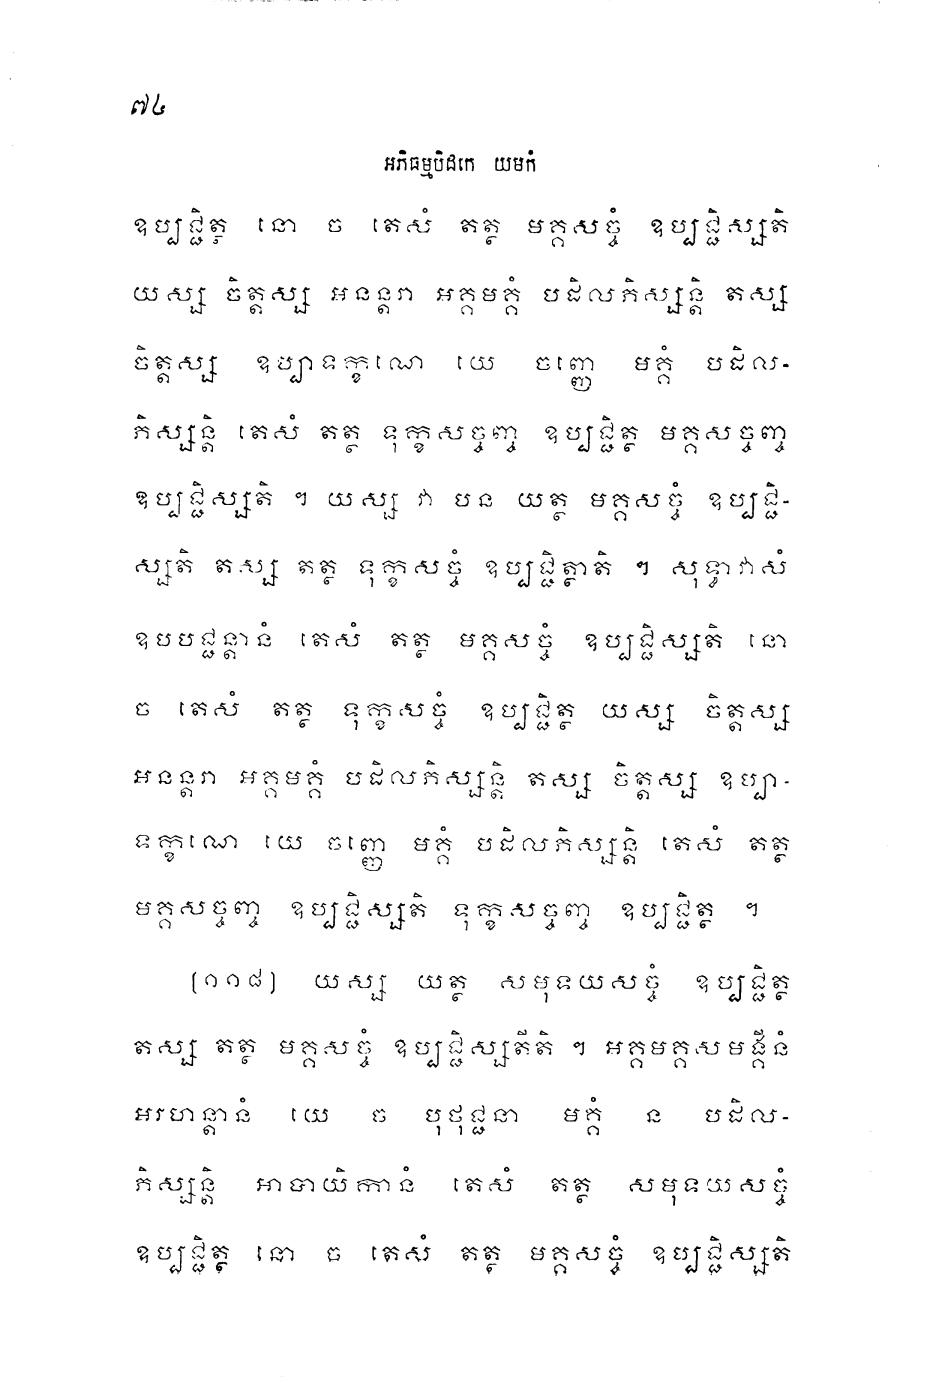 ៧៤
អភិធម្មបិដកេ យមកំ
ឧប្បជ្ជិត្ថ នោ ច តេសំ តត្ថ មគ្គសច្ចំ ឧប្បជ្ជិស្សតិ
យស្ស ចិត្តស្ស អនន្តរា អគ្គមគ្គំ បដិលភិស្សន្តិ តស្ស
ចិត្តស្ស ឧប្បាទក្ខណេ យេ ចញ្ញេ មគ្គំ បដិល-
ភិស្សន្តិ តេសំ តត្ថ ទុក្ខសច្ចញ្ច ឧប្បជ្ជិត្ថ មគ្គសច្ចញ្ច
ឧប្បជ្ជិស្សតិ ។ យស្ស វា បន យត្ថ មគ្គសច្ចំ ឧប្បជ្ជិ-
ស្សតិ តស្ស តត្ថ ទុក្ខសច្ចំ ឧប្បជ្ជិត្ថាតិ ។ សុទ្ធាវាសំ
ឧបបជ្ជន្តានំ តេសំ តត្ថ មគ្គសច្ចំ ឧប្បជ្ជិស្សតិ នោ
ច តេសំ តត្ថ ទុក្ខសច្ចំ ឧប្បជ្ជិត្ថ យស្ស ចិត្តស្ស
អនន្តរា អគ្គមគ្គំ បដិលភិស្សន្តិ តស្ស ចិត្តស្ស ឧប្បា-
ទក្ខណេ យេ ចញ្ញេ មគ្គំ បដិលភិស្សន្តិ តេសំ តត្ថ
មគ្គសច្ចញ្ច ឧប្បជ្ជិស្សតិ ទុក្ខសច្ចញ្ច ឧប្បជ្ជិត្ថ ។
[១១៨] យស្ស យត្ថ សមុទយសច្ចំ ឧប្បជ្ជិត្ថ
តស្ស តត្ថ មគ្គសច្ចំ ឧប្បជ្ជិស្សតីតិ ។ អគ្គមគ្គសមង្គីនំ
អរហន្តានំ យេ ច បុថុជ្ជនា មគ្គំ ន បដិល-
ភិស្សន្តិ អាបាយិកានំ តេសំ តត្ថ សមុទយសច្ចំ
ឧប្បជ្ជិត្ថ នោ ច តេសំ តត្ថ មគ្គសច្ចំ ឧប្បជ្ជិស្សតិ